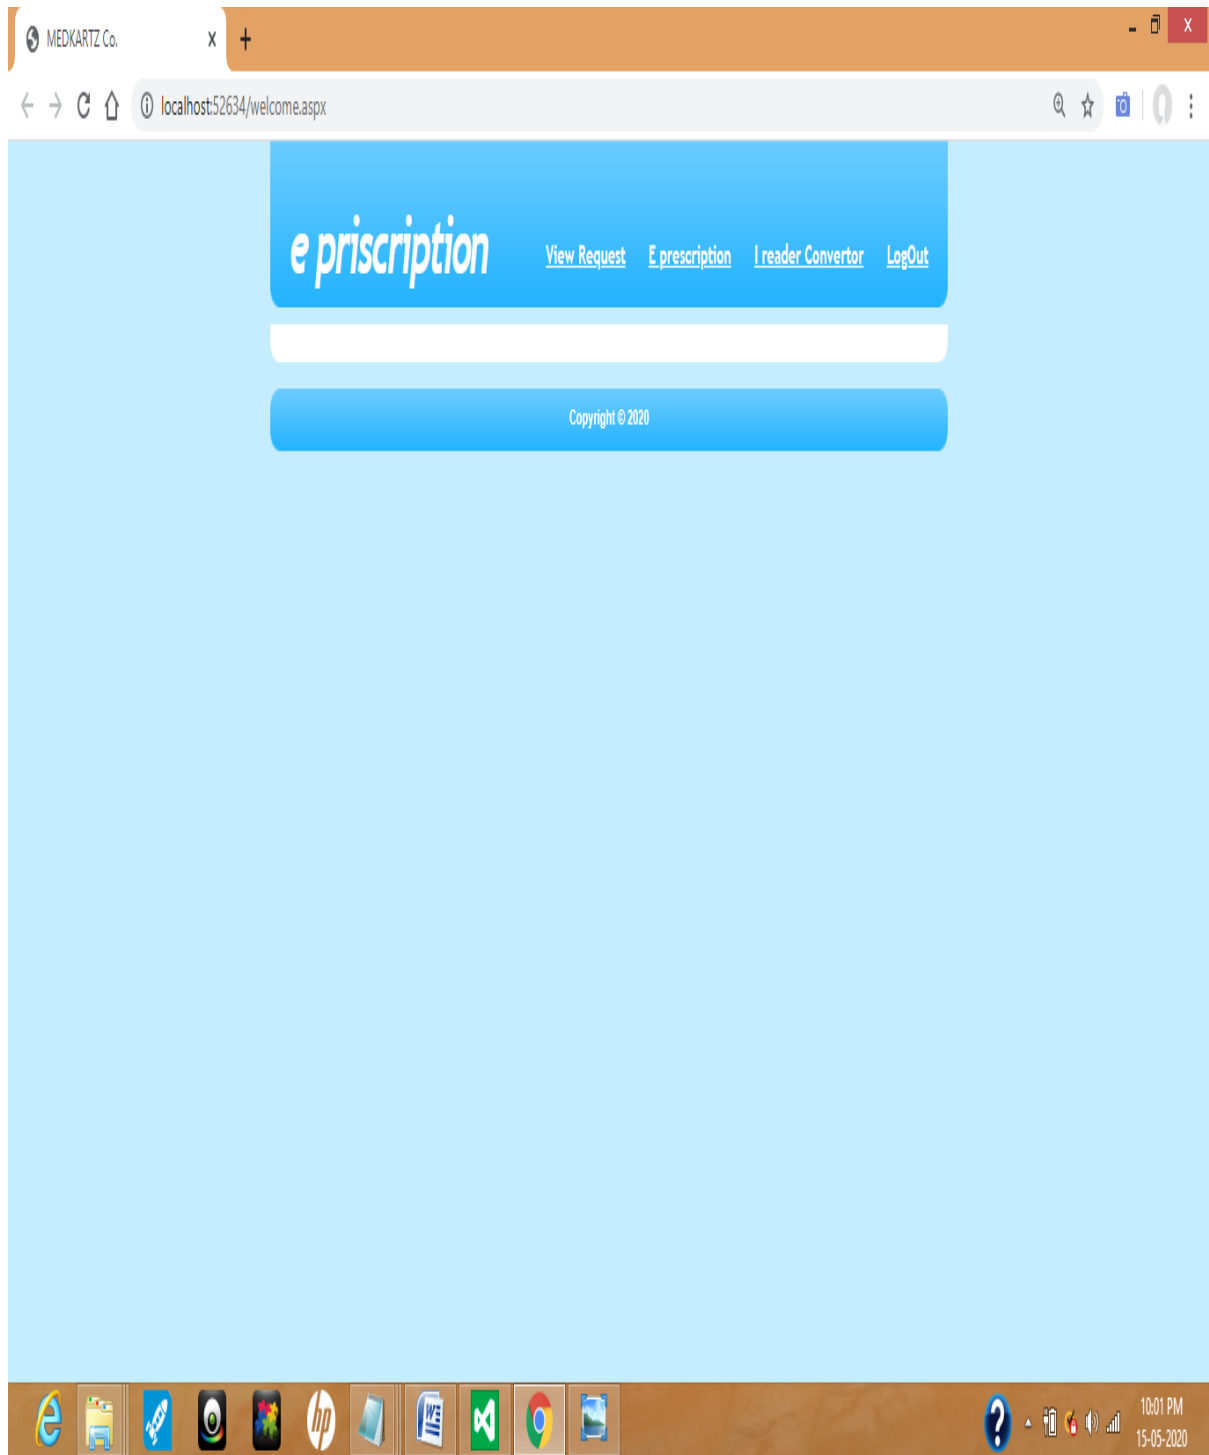 MEDKARTZ Co.
localhost:52634/welcome.aspx
e priscription
View Request E prescription I reader Convertor LogOut
Copyright © 2020
hp
10:01 PM
15-05-2020